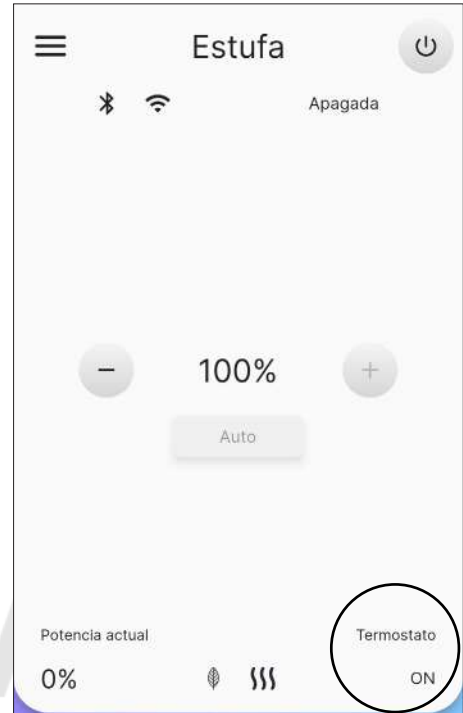 Estufa
Apagada
100%
Auto
Potencia actual
Termostato
0%
ON